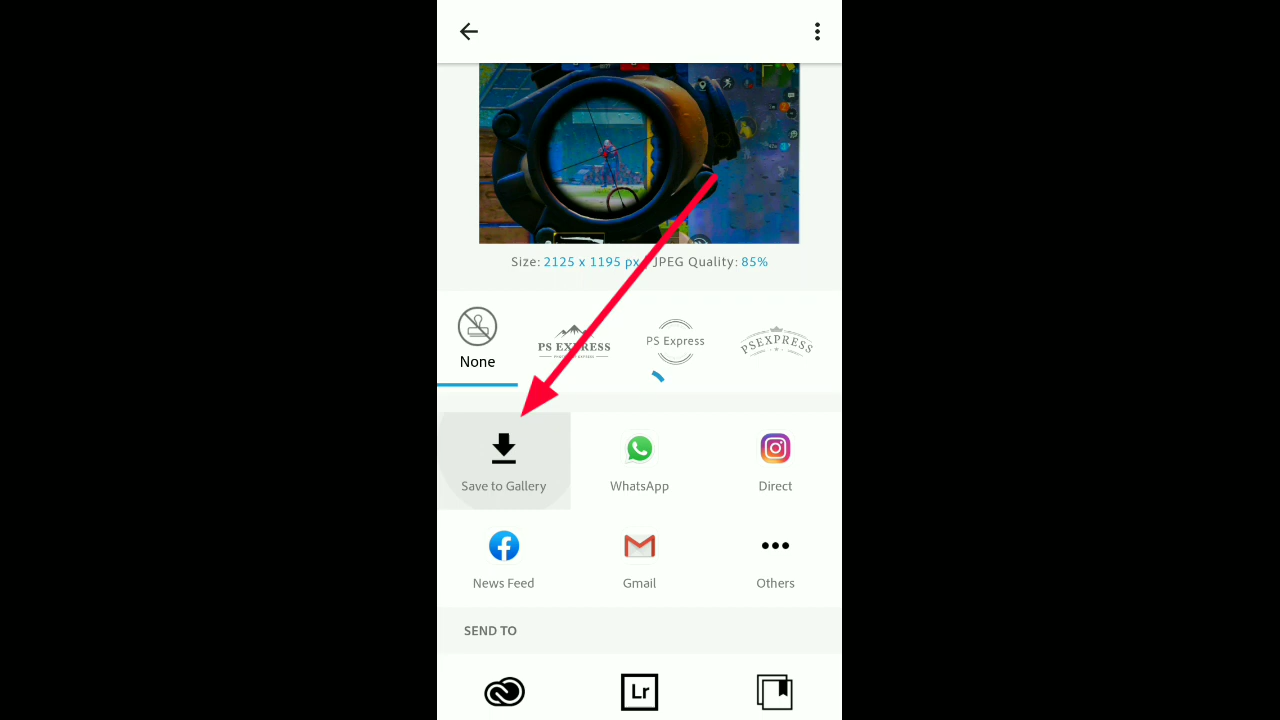 Size: 2125 x 1195 px | JPEG Quality: 85%
None
PS EXPRESS
PS Express
PSEXPRESS
Save to Gallery
WhatsApp
Direct
News Feed
Gmail
Others
SEND TO
Lr